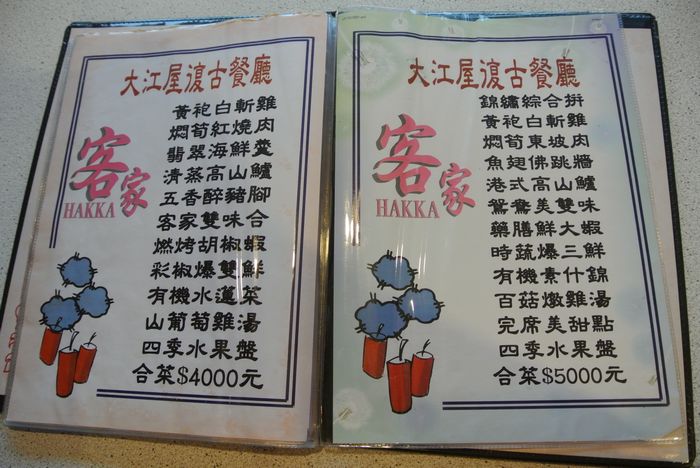 大江屋復古餐廳
客家
HAKKA
黃袍白斬雞
燜筍紅燒肉
翡翠海鮮羹
清蒸高山鱸
五香醉豬腳
客家雙味合
燃烤胡椒蝦
彩椒爆雙鮮
有機水蓮菜
山葡萄雞湯
四季水果盤
合菜$4000元
大江屋復古餐廳
客家
HAKKA
錦繡綜合拼
黃袍白斬雞
燜筍東坡肉
魚翅佛跳牆
港式高山鱸
鴛鴦美雙味
藥膳鮮大蝦
時蔬爆三鮮
有機素什錦
百菇燉雞湯
完席美甜點
四季水果盤
合菜$5000元